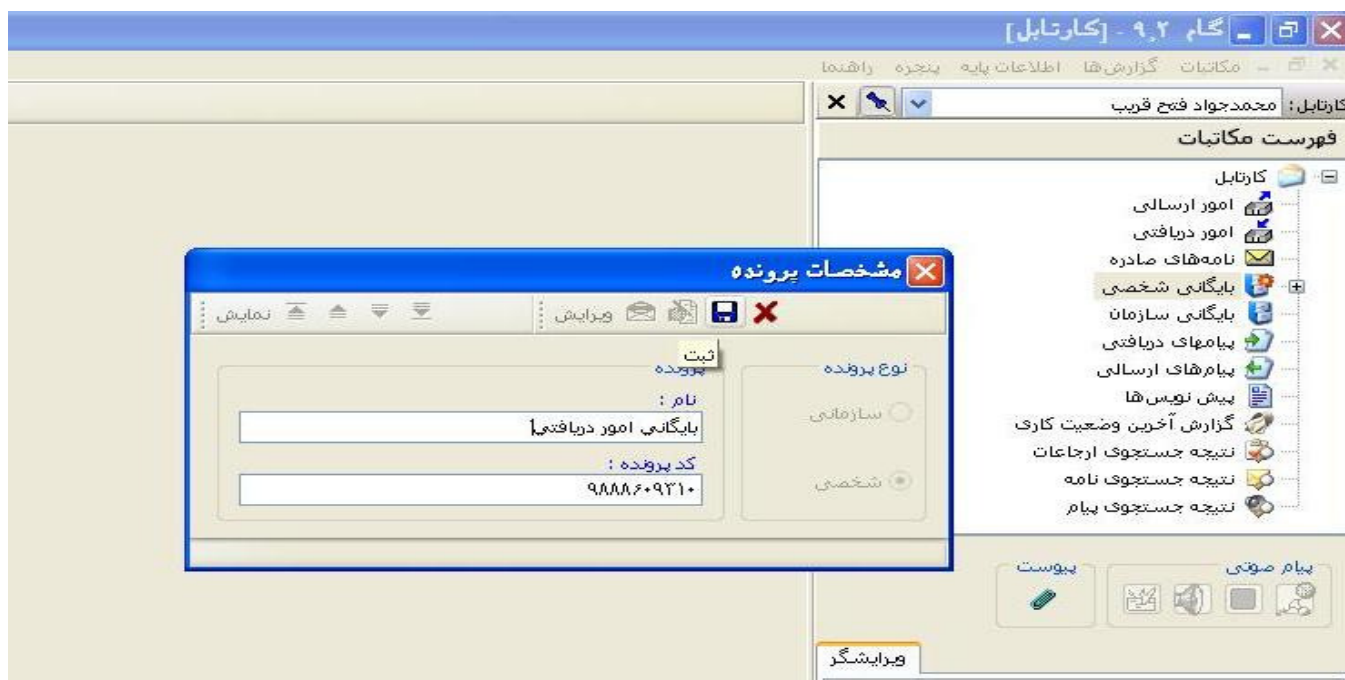 گام ۹,۲ - [کارتابل]
مکاتبات گزارش‌ها اطلاعات پایه پنجره راهنما
کارتابل: محمدجواد فتح قریب
فهرست مکاتبات
کارتابل
امور ارسالی
امور دریافتی
نامه‌های صادره
بایگانی شخصی
بایگانی سازمان
پیامهای دریافتی
پیام‌های ارسالی
پیش نویس‌ها
گزارش آخرین وضعیت کاری
نتیجه جستجوی ارجاعات
نتیجه جستجوی نامه
نتیجه جستجوی پیام
پیام صوتی
پیوست
ویرایشگر
مشخصات پرونده
ویرایش
نمایش
ثبت
نوع پرونده
سازمانی
شخصی
پرونده
نام :
بایگانی امور دریافتی
کد پرونده :
۹۸۸۸۶۰۹۳۱۰